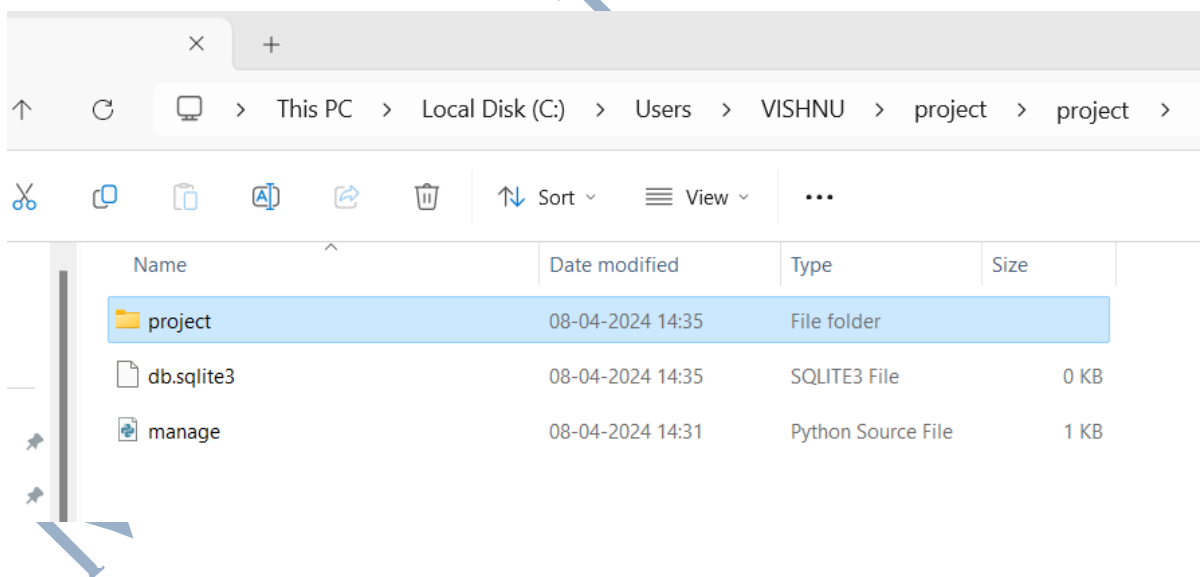 This PC > Local Disk (C:) > Users > VISHNU > project > project >
Sort View
Name Date modified Type Size
project 08-04-2024 14:35 File folder
db.sqlite3 08-04-2024 14:35 SQLITE3 File 0 KB
manage 08-04-2024 14:31 Python Source File 1 KB